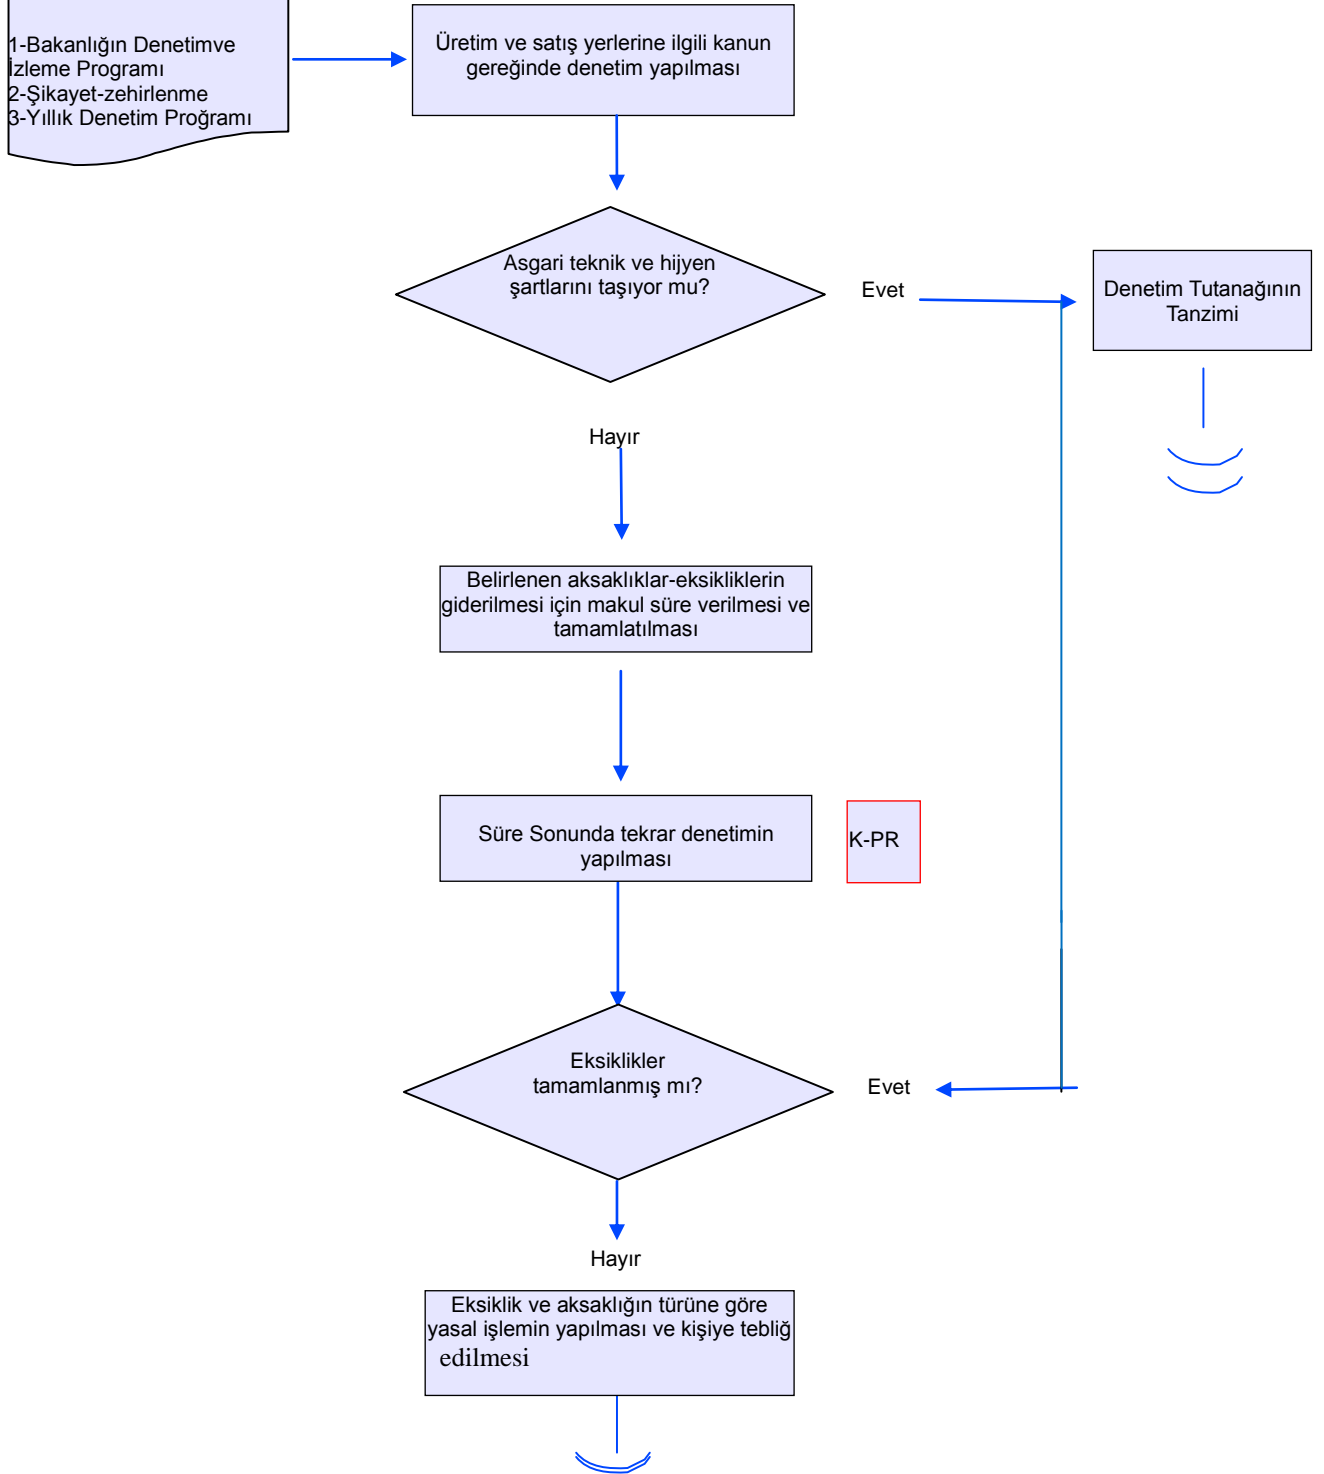 1-Bakanlığın Denetimve
İzleme Programı
2-Şikayet-zehirlenme
3-Yıllık Denetim Proğramı
Üretim ve satış yerlerine ilgili kanun
gereğinde denetim yapılması
Asgari teknik ve hijyen
şartlarını taşıyor mu?
Evet
Denetim Tutanağının
Tanzimi
Hayır
Belirlenen aksaklıklar-eksikliklerin
giderilmesi için makul süre verilmesi ve
tamamlatılması
Süre Sonunda tekrar denetimin
yapılması
K-PR
Eksiklikler
tamamlanmış mı?
Evet
Hayır
Eksiklik ve aksaklığın türüne göre
yasal işlemin yapılması ve kişiye tebliğ
edilmesi